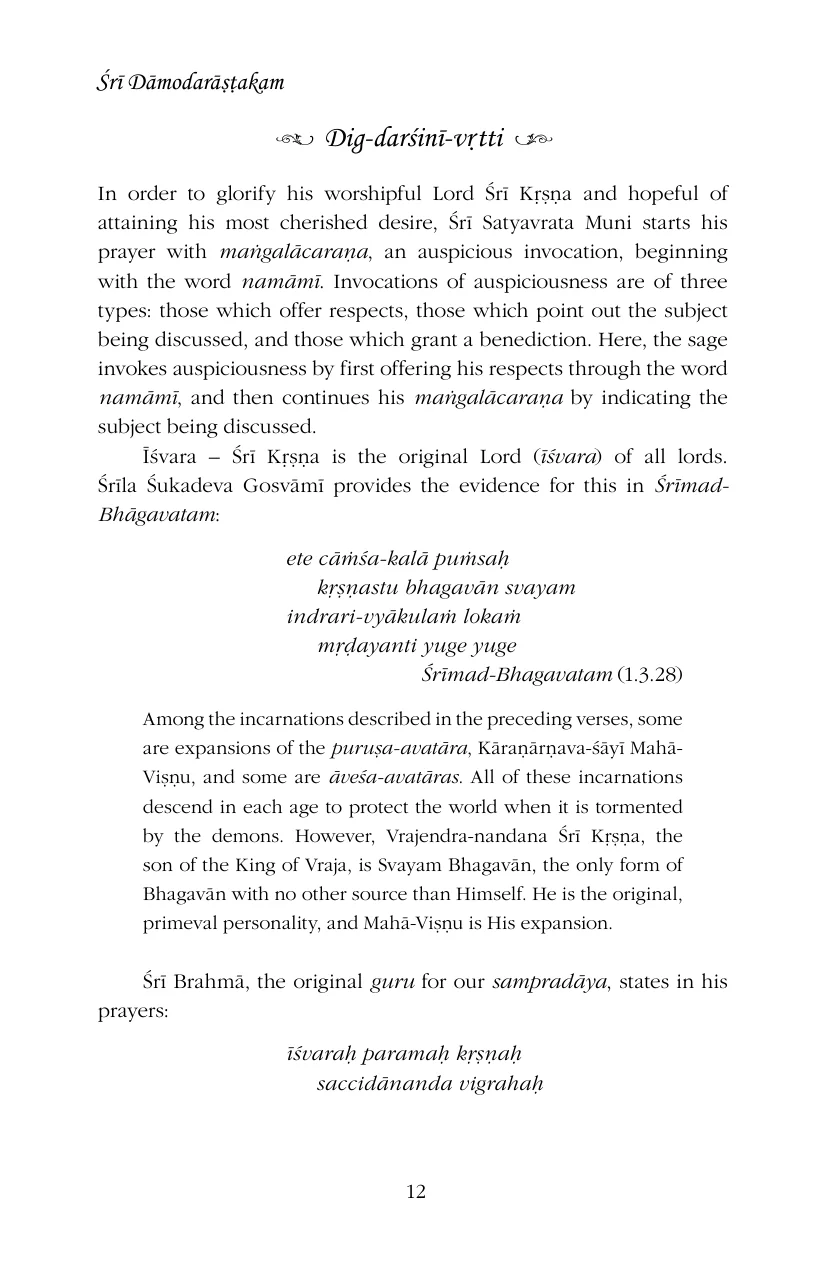 Śrī Dāmodarāṣṭakam
Dig-darśinī-vṛtti
In order to glorify his worshipful Lord Śrī Kṛṣṇa and hopeful of
attaining his most cherished desire, Śrī Satyavrata Muni starts his
prayer with maṅgalācaraṇa, an auspicious invocation, beginning
with the word namāmī. Invocations of auspiciousness are of three
types: those which offer respects, those which point out the subject
being discussed, and those which grant a benediction. Here, the sage
invokes auspiciousness by first offering his respects through the word
namāmī, and then continues his maṅgalācaraṇa by indicating the
subject being discussed.
Īśvara – Śrī Kṛṣṇa is the original Lord (īśvara) of all lords.
Śrīla Śukadeva Gosvāmī provides the evidence for this in Śrīmad-
Bhāgavatam:
ete cāṁśa-kalā puṁsaḥ
kṛṣṇastu bhagavān svayam
indrari-vyākulaṁ lokaṁ
mṛḍayanti yuge yuge
Śrīmad-Bhagavatam (1.3.28)
Among the incarnations described in the preceding verses, some
are expansions of the puruṣa-avatāra, Kāraṇārṇava-śāyī Mahā-
Viṣṇu, and some are āveśa-avatāras. All of these incarnations
descend in each age to protect the world when it is tormented
by the demons. However, Vrajendra-nandana Śrī Kṛṣṇa, the
son of the King of Vraja, is Svayam Bhagavān, the only form of
Bhagavān with no other source than Himself. He is the original,
primeval personality, and Mahā-Viṣṇu is His expansion.
Śrī Brahmā, the original guru for our sampradāya, states in his
prayers:
īśvaraḥ paramaḥ kṛṣṇaḥ
saccidānanda vigrahaḥ
12